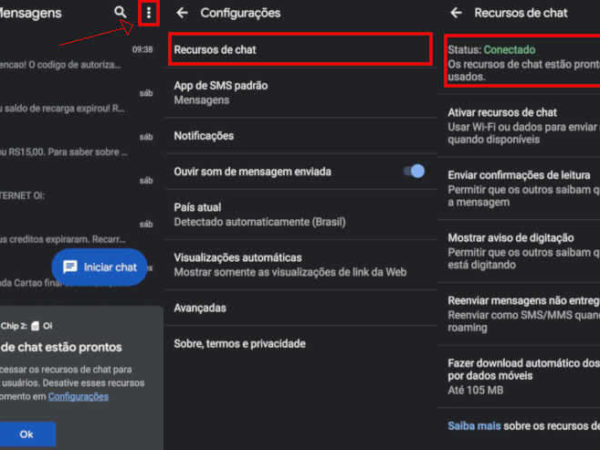 Mensagens
09:38
encao! O codigo de autoriza...
sáb
u saldo de recarga expirou! R...
sáb
ou RS15,00. Para saber sobre ...
sáb
TERNET OI:
sáb
us creditos expiraram. Recarr...
Iniciar chat
nda Cartao final
Chip 2: Oi
de chat estão prontos
cessar os recursos de chat para
usuários. Desative esses recursos
omento em Configurações
Ok
Configurações
Recursos de chat
App de SMS padrão
Mensagens
Notificações
Ouvir som de mensagem enviada
País atual
Detectado automaticamente (Brasil)
Visualizações automáticas
Mostrar somente as visualizações de link da Web
Avançadas
Sobre, termos e privacidade
Recursos de chat
Status: Conectado
Os recursos de chat estão pront
usados.
Ativar recursos de chat
Usar Wi-Fi ou dados para enviar
quando disponíveis
Enviar confirmações de leitura
Permitir que os outros saibam q
a mensagem
Mostrar aviso de digitação
Permitir que os outros saibam q
está digitando
Reenviar mensagens não entreg
Reenviar como SMS/MMS quan
roaming
Fazer download automático dos
por dados móveis
Até 105 MB
Saiba mais sobre os recursos de